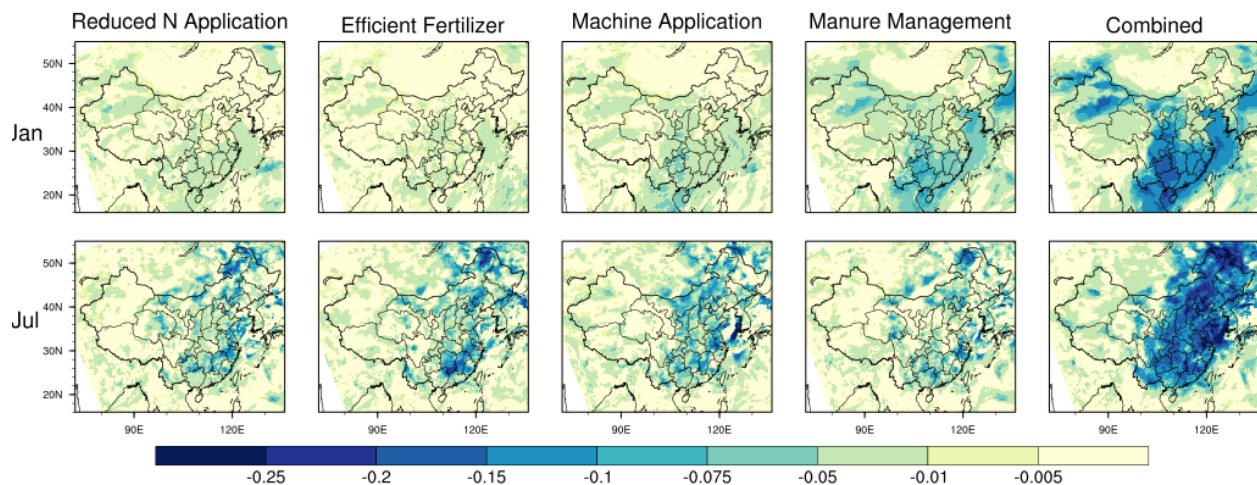 Reduced N Application Efficient Fertilizer Machine Application Manure Management Combined
50N
40N
Jan
30N
20N
50N
40N
Jul
30N
20N
90E 120E 90E 120E 90E 120E 90E 120E 90E 120E
-0.25 -0.2 -0.15 -0.1 -0.075 -0.05 -0.01 -0.005